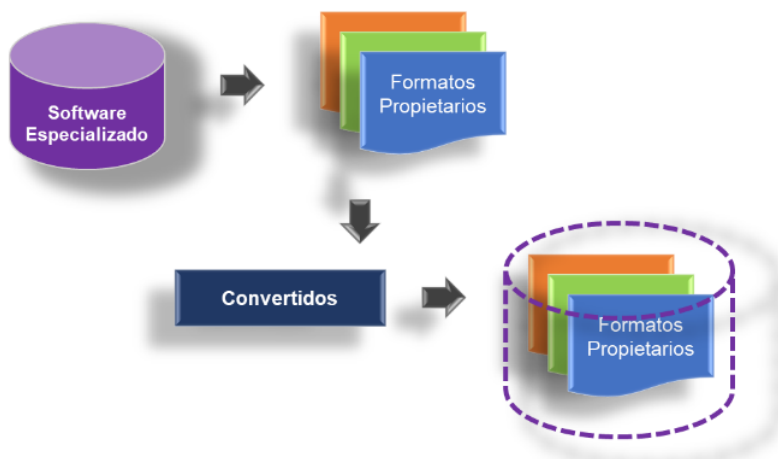 Software
Especializado
Formatos
Propietarios
Convertidos
Formatos
Propietarios